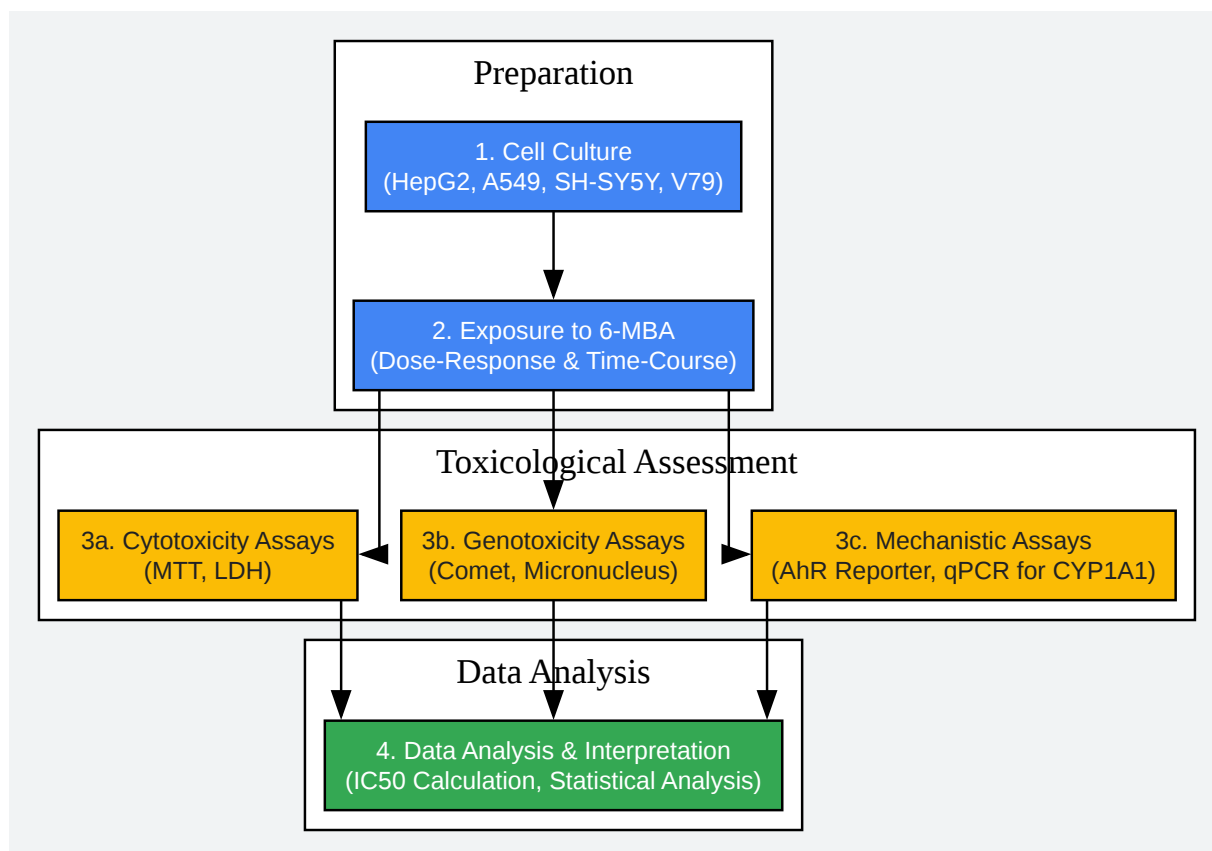 Preparation
1. Cell Culture
(HepG2, A549, SH-SY5Y, V79)
2. Exposure to 6-MBA
(Dose-Response & Time-Course)
Toxicological Assessment
3a. Cytotoxicity Assays
(MTT, LDH)
3b. Genotoxicity Assays
(Comet, Micronucleus)
3c. Mechanistic Assays
(AhR Reporter, qPCR for CYP1A1)
Data Analysis
4. Data Analysis & Interpretation
(IC50 Calculation, Statistical Analysis)